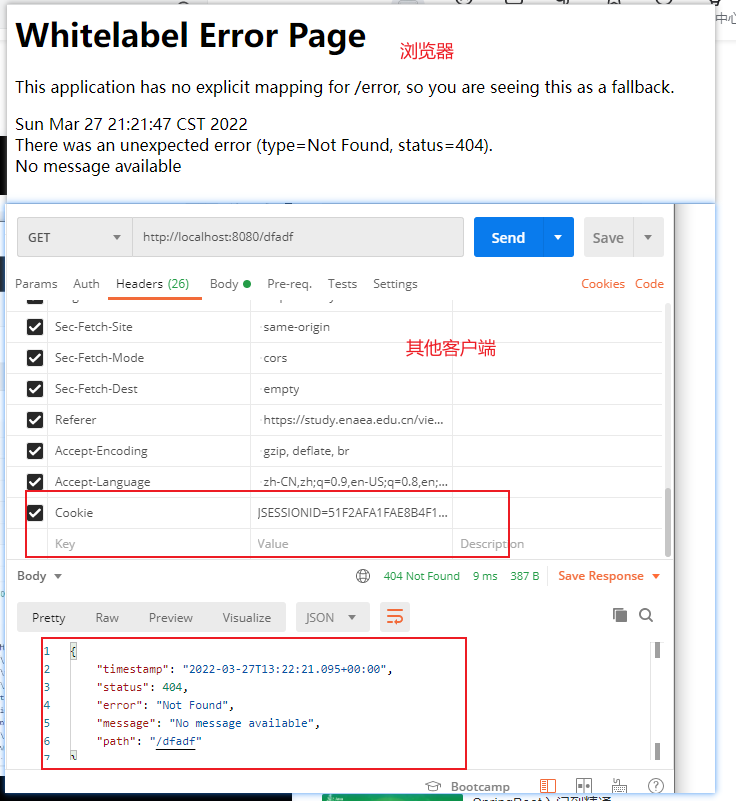 Whitelabel Error Page
浏览器
This application has no explicit mapping for /error, so you are seeing this as a fallback.
Sun Mar 27 21:21:47 CST 2022
There was an unexpected error (type=Not Found, status=404).
No message available
GET
http://localhost:8080/dfadf
Send
Save
Params Auth Headers (26) Body Pre-req. Tests Settings Cookies Code
Sec-Fetch-Site same-origin
其他客户端
Sec-Fetch-Mode cors
Sec-Fetch-Dest empty
Referer https://study.enaea.edu.cn/vie...
Accept-Encoding gzip, deflate, br
Accept-Language zh-CN,zh;q=0.9,en-US;q=0.8,en;...
Cookie JSESSIONID=51F2AFA1FAE8B4F1...
Key Value Description
Body 404 Not Found 9 ms 387 B Save Response
Pretty Raw Preview Visualize JSON
1 {
2 "timestamp": "2022-03-27T13:22:21.095+00:00",
3 "status": 404,
4 "error": "Not Found",
5 "message": "No message available",
6 "path": "/dfadf"
7 }
Bootcamp